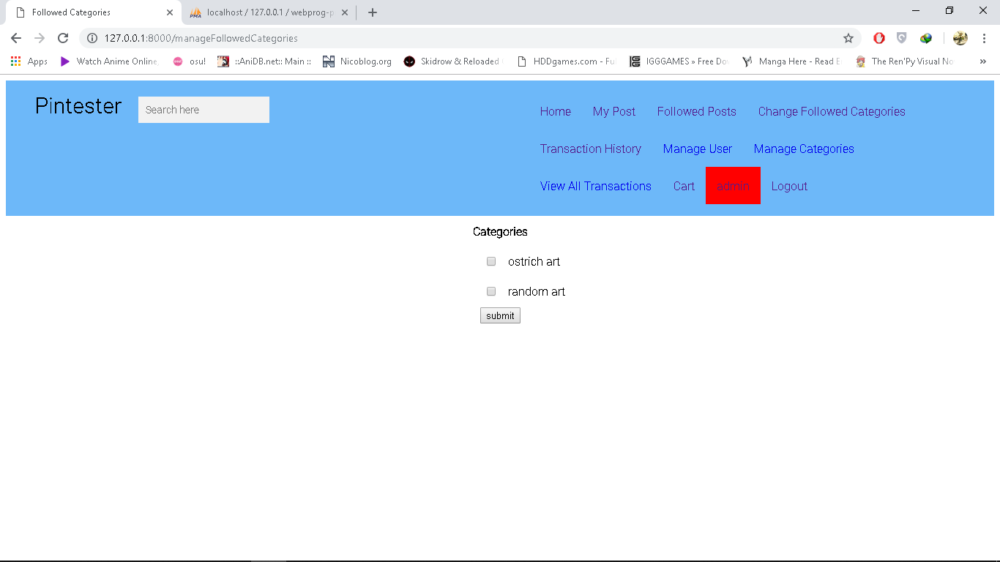 Followed Categories
localhost / 127.0.0.1 / webprog-p
127.0.0.1:8000/manageFollowedCategories
Apps Watch Anime Online, osu! ::AniDB.net:: Main :: Nicoblog.org Skidrow & Reloaded HDDgames.com - Fu IGGGAMES » Free Do Manga Here - Read E The Ren'Py Visual No »
Pintester Search here
Home My Post Followed Posts Change Followed Categories
Transaction History Manage User Manage Categories
View All Transactions Cart admin Logout
Categories
ostrich art
random art
submit